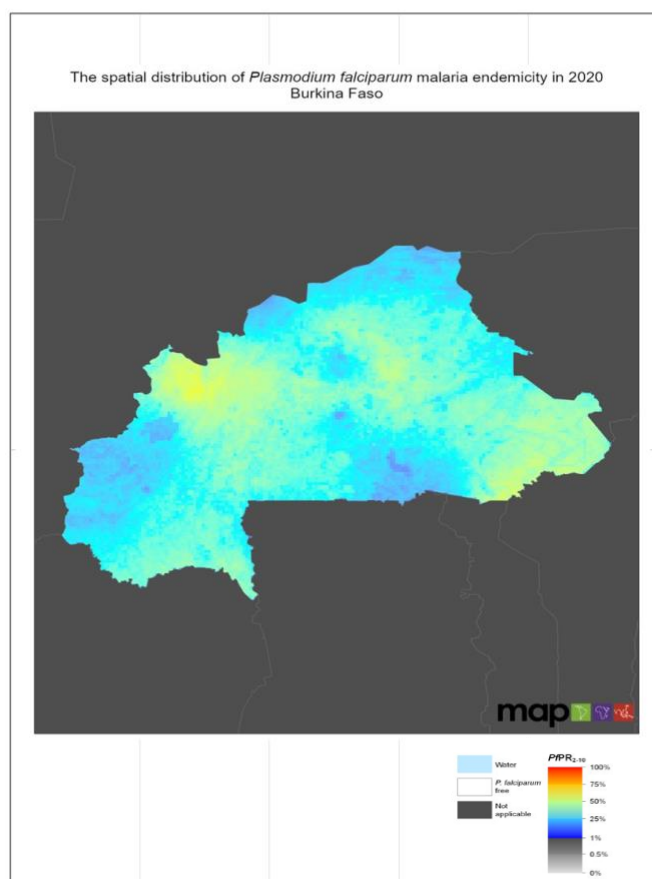 The spatial distribution of Plasmodium falciparum malaria endemicity in 2020
Burkina Faso
map
Water
P. falciparum
free
Not
applicable
PfPR2-10
100%
75%
50%
25%
1%
0.5%
0%